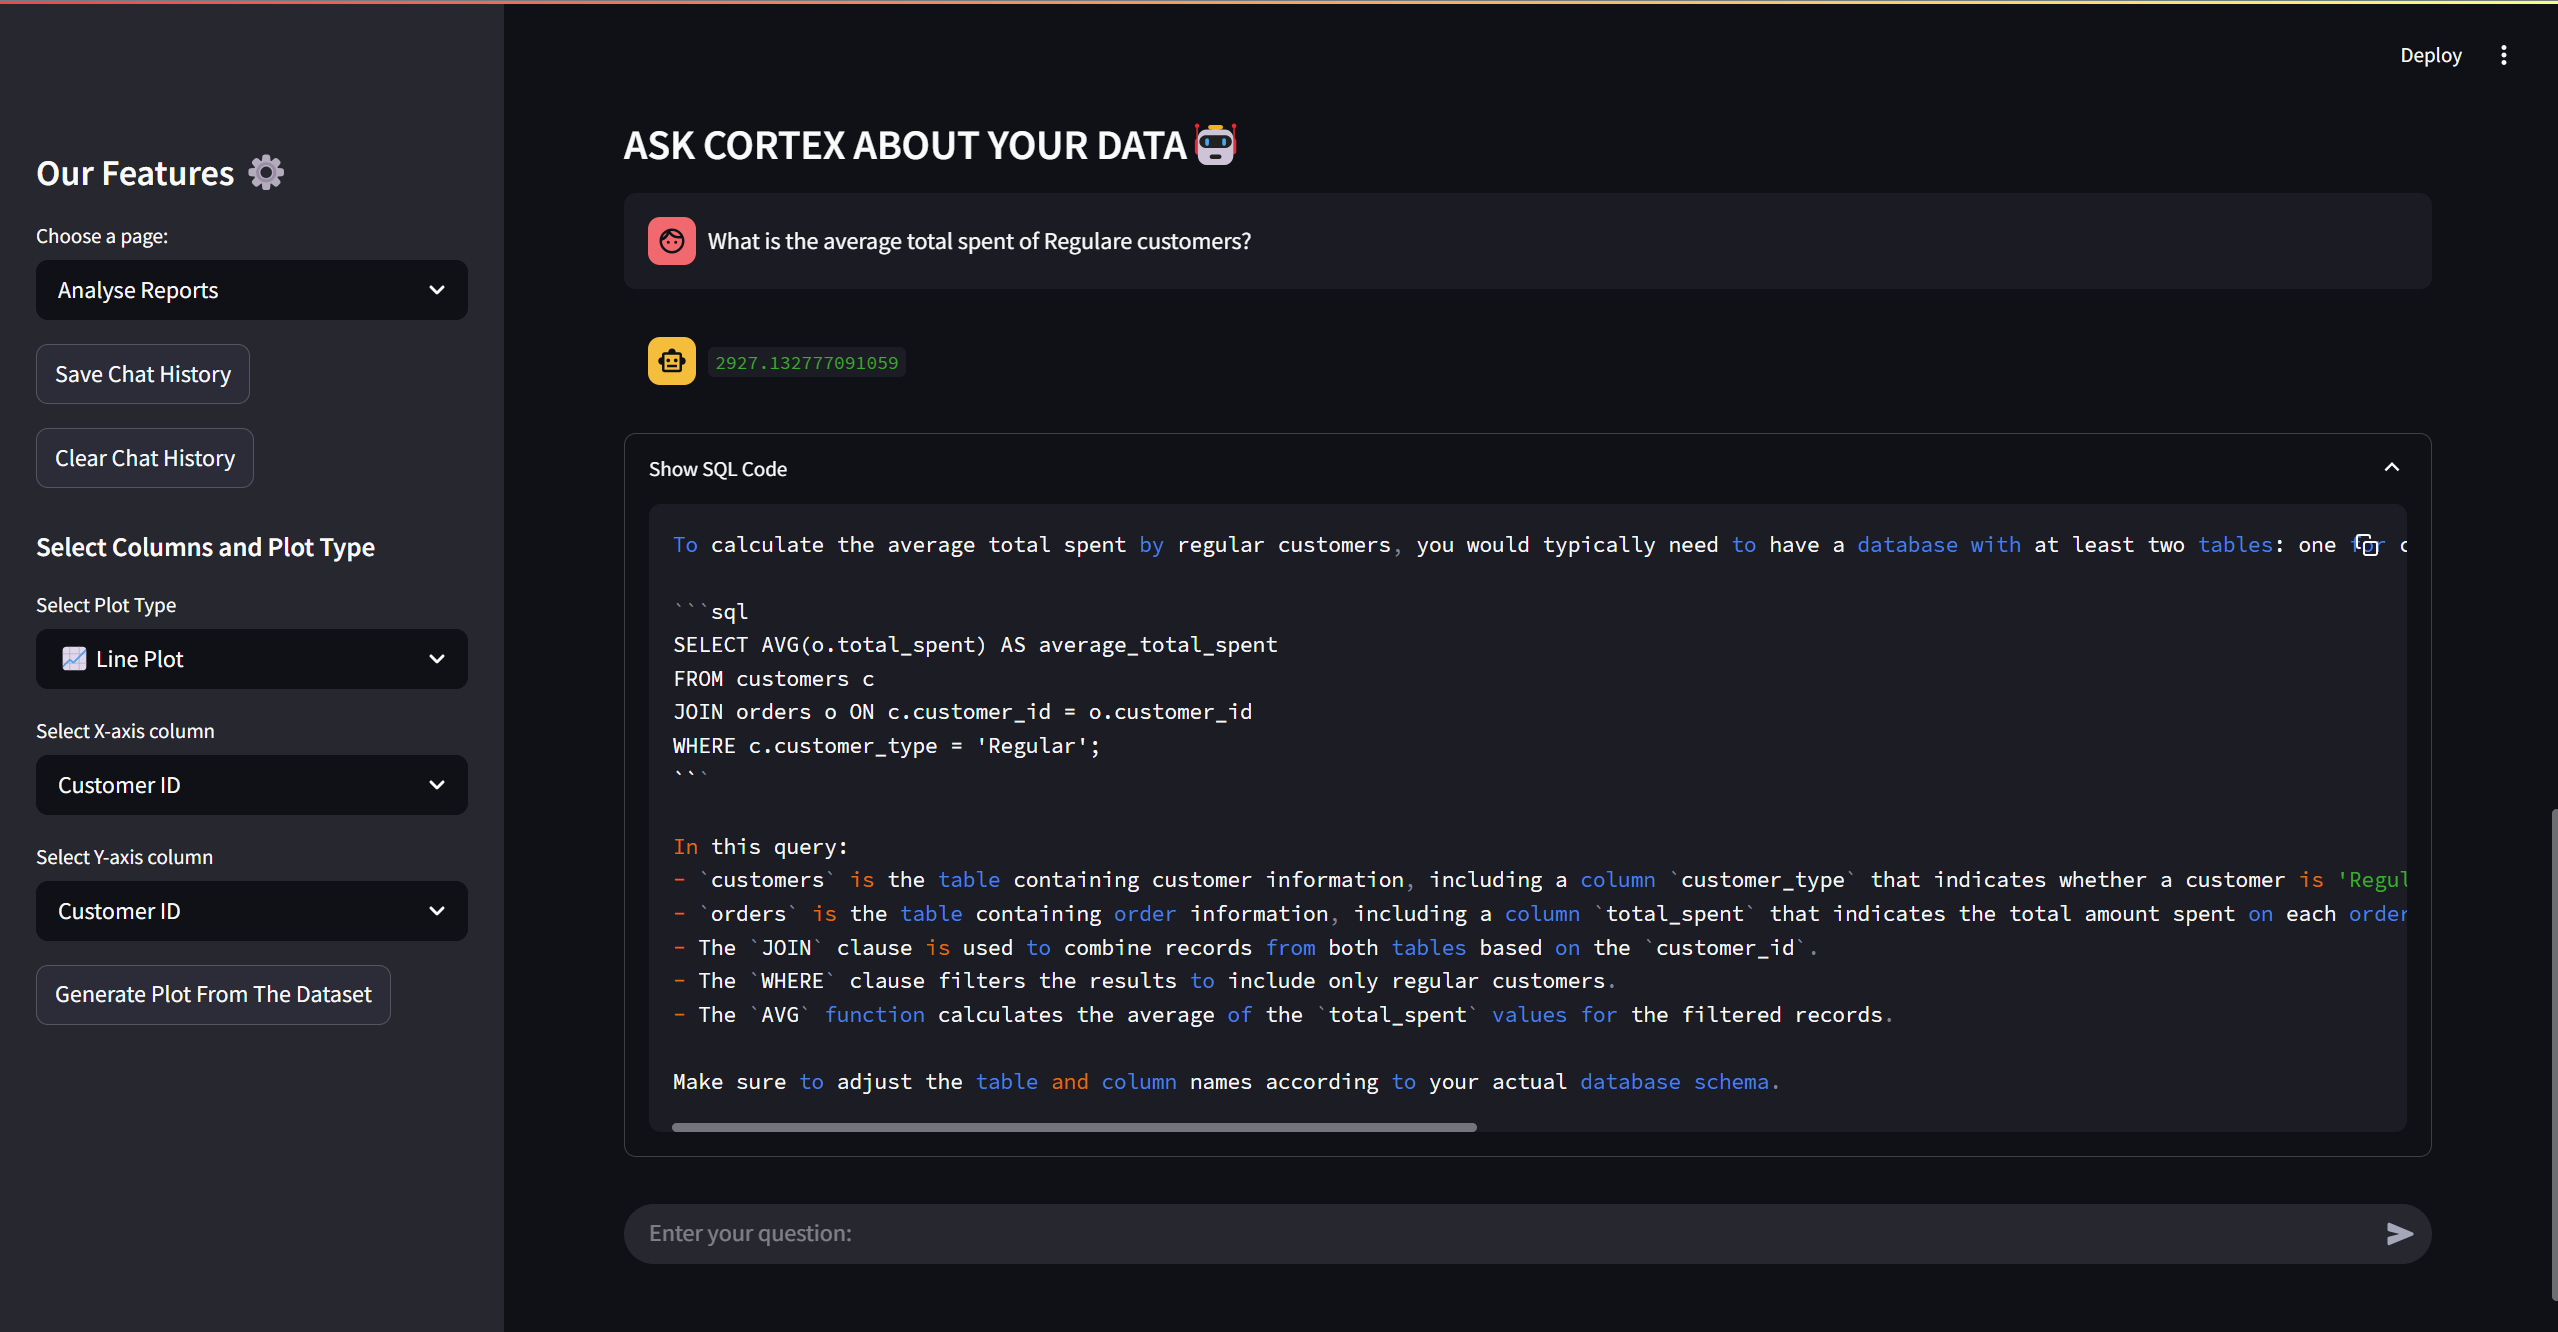 Deploy
Our Features
Choose a page:
Analyse Reports
Save Chat History
Clear Chat History
Select Columns and Plot Type
Select Plot Type
Line Plot
Select X-axis column
Customer ID
Select Y-axis column
Customer ID
Generate Plot From The Dataset
ASK CORTEX ABOUT YOUR DATA
What is the average total spent of Regulare customers?
2927.132777091059
Show SQL Code
To calculate the average total spent by regular customers, you would typically need to have a database with at least two tables: one for c
```sql
SELECT AVG(o.total_spent) AS average_total_spent
FROM customers c
JOIN orders o ON c.customer_id = o.customer_id
WHERE c.customer_type = 'Regular';
```
In this query:
- `customers` is the table containing customer information, including a column `customer_type` that indicates whether a customer is 'Regul
- `orders` is the table containing order information, including a column `total_spent` that indicates the total amount spent on each order
- The `JOIN` clause is used to combine records from both tables based on the `customer_id`.
- The `WHERE` clause filters the results to include only regular customers.
- The `AVG` function calculates the average of the `total_spent` values for the filtered records.
Make sure to adjust the table and column names according to your actual database schema.
Enter your question: